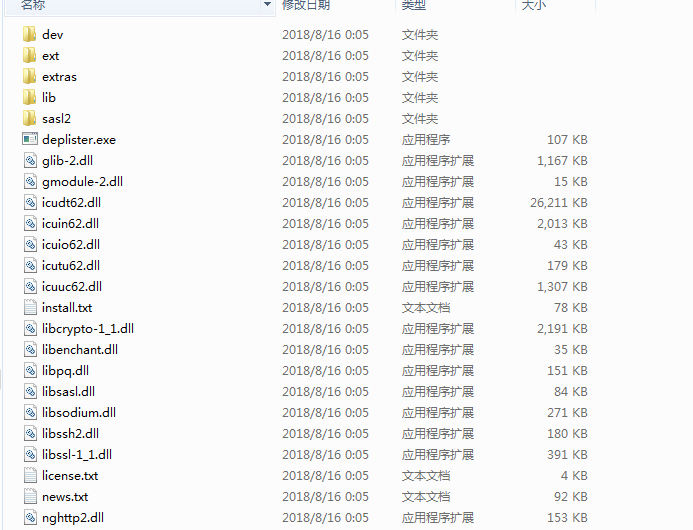 名称 修改日期 类型 大小
dev 2018/8/16 0:05 文件夹
ext 2018/8/16 0:05 文件夹
extras 2018/8/16 0:05 文件夹
lib 2018/8/16 0:05 文件夹
sasl2 2018/8/16 0:05 文件夹
deplister.exe 2018/8/16 0:05 应用程序 107 KB
glib-2.dll 2018/8/16 0:05 应用程序扩展 1,167 KB
gmodule-2.dll 2018/8/16 0:05 应用程序扩展 15 KB
icudt62.dll 2018/8/16 0:05 应用程序扩展 26,211 KB
icuin62.dll 2018/8/16 0:05 应用程序扩展 2,013 KB
icuio62.dll 2018/8/16 0:05 应用程序扩展 43 KB
icutu62.dll 2018/8/16 0:05 应用程序扩展 179 KB
icuuc62.dll 2018/8/16 0:05 应用程序扩展 1,307 KB
install.txt 2018/8/16 0:05 文本文档 78 KB
libcrypto-1_1.dll 2018/8/16 0:05 应用程序扩展 2,191 KB
libenchant.dll 2018/8/16 0:05 应用程序扩展 35 KB
libpq.dll 2018/8/16 0:05 应用程序扩展 151 KB
libsasl.dll 2018/8/16 0:05 应用程序扩展 84 KB
libsodium.dll 2018/8/16 0:05 应用程序扩展 271 KB
libssh2.dll 2018/8/16 0:05 应用程序扩展 180 KB
libssl-1_1.dll 2018/8/16 0:05 应用程序扩展 391 KB
license.txt 2018/8/16 0:05 文本文档 4 KB
news.txt 2018/8/16 0:05 文本文档 92 KB
nghttp2.dll 2018/8/16 0:05 应用程序扩展 153 KB